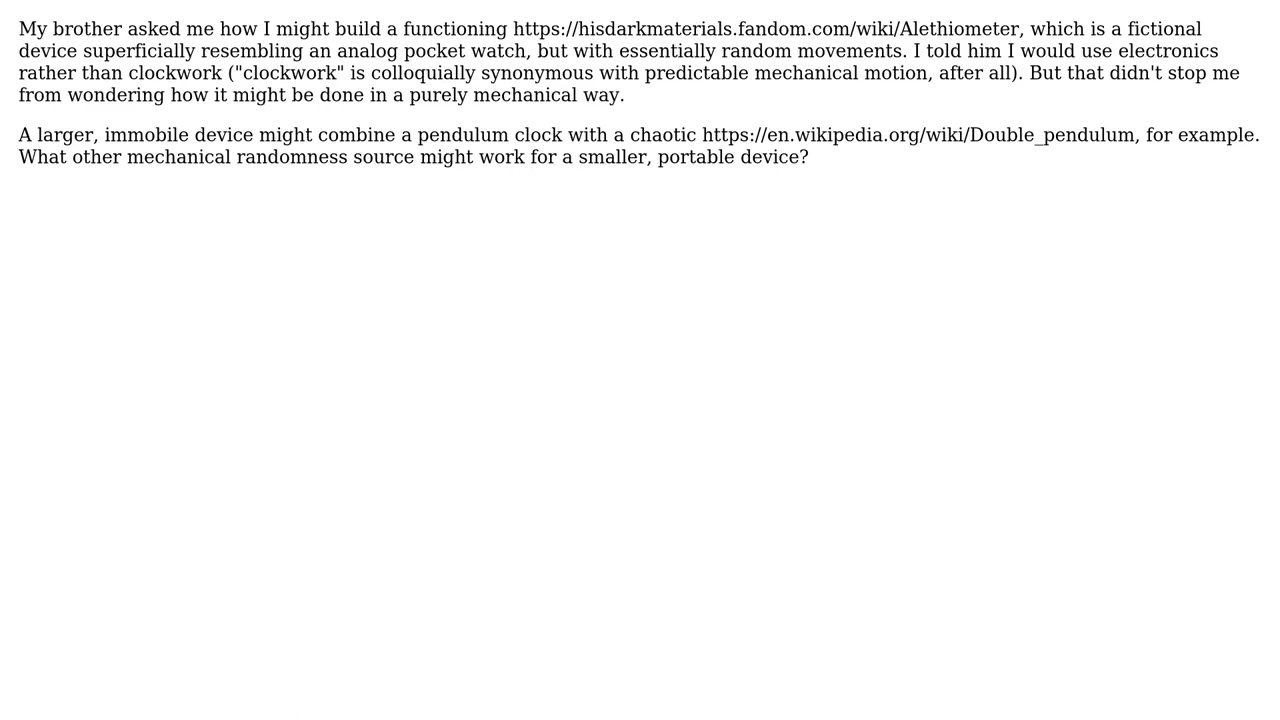 My brother asked me how I might build a functioning https://hisdarkmaterials.fandom.com/wiki/Alethiometer, which is a fictional
device superficially resembling an analog pocket watch, but with essentially random movements. I told him I would use electronics
rather than clockwork ("clockwork" is colloquially synonymous with predictable mechanical motion, after all). But that didn't stop me
from wondering how it might be done in a purely mechanical way.
A larger, immobile device might combine a pendulum clock with a chaotic https://en.wikipedia.org/wiki/Double_pendulum, for example.
What other mechanical randomness source might work for a smaller, portable device?